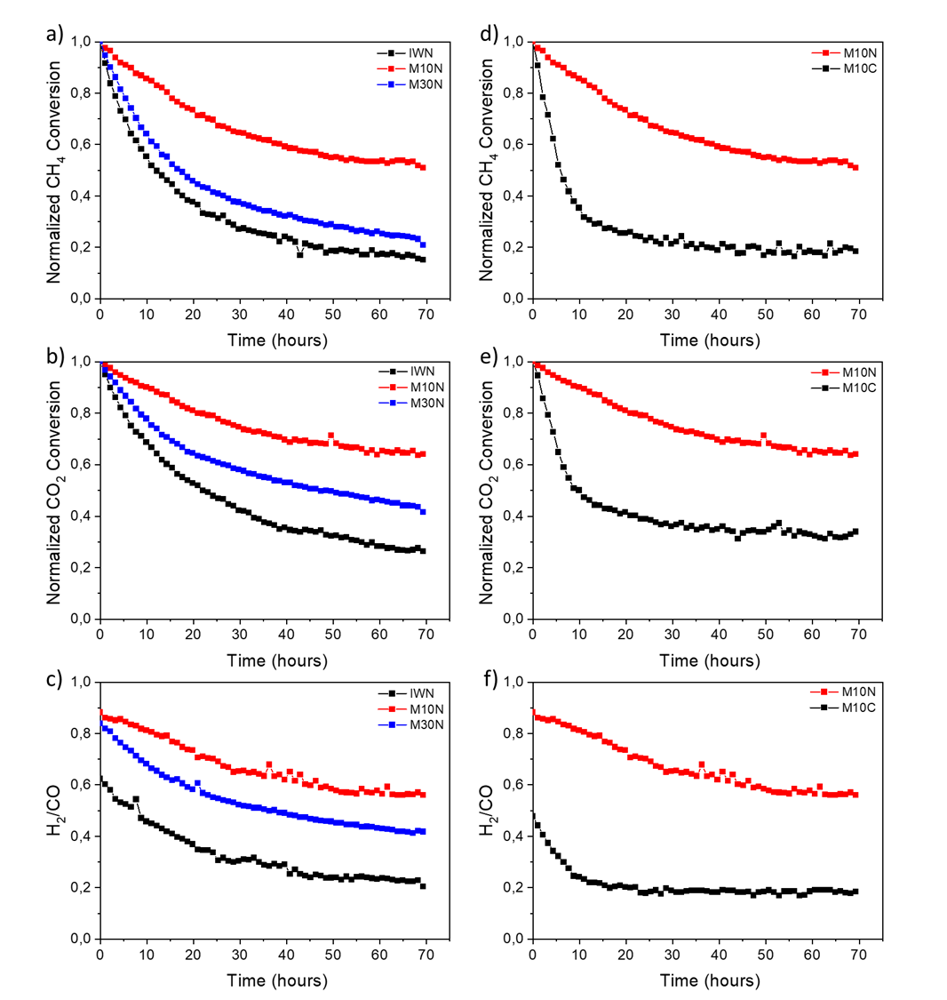 a)
Normalized CH4 Conversion
1,0
0,8
0,6
0,4
0,2
0,0
IWN
M10N
M30N
0 10 20 30 40 50 60 70
Time (hours)
d)
Normalized CH4 Conversion
1,0
0,8
0,6
0,4
0,2
0,0
M10N
M10C
0 10 20 30 40 50 60 70
Time (hours)
b)
Normalized CO2 Conversion
1,0
0,8
0,6
0,4
0,2
0,0
IWN
M10N
M30N
0 10 20 30 40 50 60 70
Time (hours)
e)
Normalized CO2 Conversion
1,0
0,8
0,6
0,4
0,2
0,0
M10N
M10C
0 10 20 30 40 50 60 70
Time (hours)
c)
H2/CO
1,0
0,8
0,6
0,4
0,2
0,0
IWN
M10N
M30N
0 10 20 30 40 50 60 70
Time (hours)
f)
H2/CO
1,0
0,8
0,6
0,4
0,2
0,0
M10N
M10C
0 10 20 30 40 50 60 70
Time (hours)